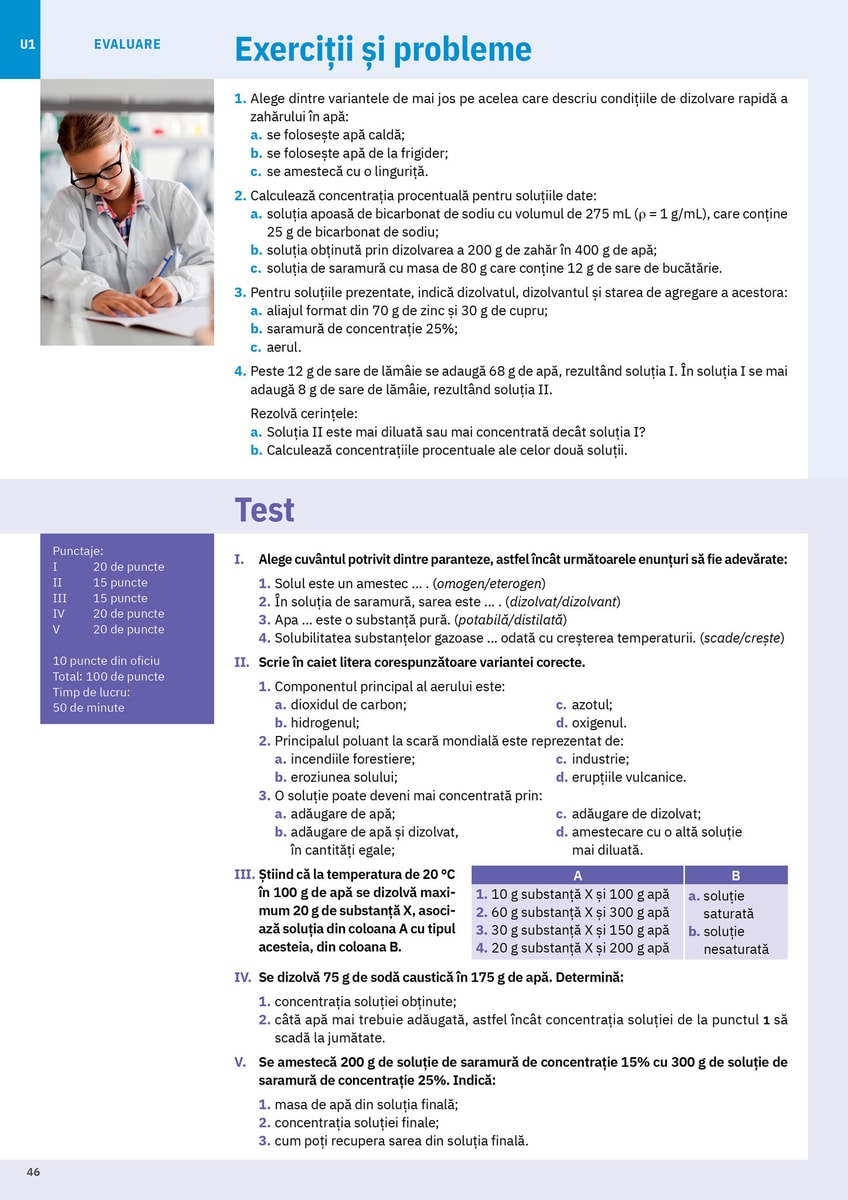 U1
EVALUARE
Exerciții și probleme
1. Alege dintre variantele de mai jos pe acelea care descriu condițiile de dizolvare rapidă a
zahărului în apă:
a. se folosește apă caldă;
b. se folosește apă de la frigider;
c. se amestecă cu o linguriță.
2. Calculează concentrația procentuală pentru soluțiile date:
a. soluția apoasă de bicarbonat de sodiu cu volumul de 275 mL (ρ = 1 g/mL), care conține
25 g de bicarbonat de sodiu;
b. soluția obținută prin dizolvarea a 200 g de zahăr în 400 g de apă;
c. soluția de saramură cu masa de 80 g care conține 12 g de sare de bucătărie.
3. Pentru soluțiile prezentate, indică dizolvatul, dizolvantul și starea de agregare a acestora:
a. aliajul format din 70 g de zinc și 30 g de cupru;
b. saramură de concentrație 25%;
c. aerul.
4. Peste 12 g de sare de lămâie se adaugă 68 g de apă, rezultând soluția I. În soluția I se mai
adaugă 8 g de sare de lămâie, rezultând soluția II.
Rezolvă cerințele:
a. Soluția II este mai diluată sau mai concentrată decât soluția I?
b. Calculează concentrațiile procentuale ale celor două soluții.
Test
Punctaje:
I 20 de puncte
II 15 puncte
III 15 puncte
IV 20 de puncte
V 20 de puncte
10 puncte din oficiu
Total: 100 de puncte
Timp de lucru:
50 de minute
I. Alege cuvântul potrivit dintre paranteze, astfel încât următoarele enunțuri să fie adevărate:
1. Solul este un amestec ... . (omogen/eterogen)
2. În soluția de saramură, sarea este ... . (dizolvat/dizolvant)
3. Apa ... este o substanță pură. (potabilă/distilată)
4. Solubilitatea substanțelor gazoase ... odată cu creșterea temperaturii. (scade/crește)
II. Scrie în caiet litera corespunzătoare variantei corecte.
1. Componentul principal al aerului este:
a. dioxidul de carbon; c. azotul;
b. hidrogenul; d. oxigenul.
2. Principalul poluant la scară mondială este reprezentat de:
a. incendiile forestiere; c. industrie;
b. eroziunea solului; d. erupțiile vulcanice.
3. O soluție poate deveni mai concentrată prin:
a. adăugare de apă; c. adăugare de dizolvat;
b. adăugare de apă și dizolvat, d. amestecare cu o altă soluție
în cantități egale; mai diluată.
III. Știind că la temperatura de 20 °C
în 100 g de apă se dizolvă maxi-
mum 20 g de substanță X, asoci-
ază soluția din coloana A cu tipul
acesteia, din coloana B.
A B
1. 10 g substanță X și 100 g apă
2. 60 g substanță X și 300 g apă
3. 30 g substanță X și 150 g apă
4. 20 g substanță X și 200 g apă
a. soluție
saturată
b. soluție
nesaturată
IV. Se dizolvă 75 g de sodă caustică în 175 g de apă. Determină:
1. concentrația soluției obținute;
2. câtă apă mai trebuie adăugată, astfel încât concentrația soluției de la punctul 1 să
scadă la jumătate.
V. Se amestecă 200 g de soluție de saramură de concentrație 15% cu 300 g de soluție de
saramură de concentrație 25%. Indică:
1. masa de apă din soluția finală;
2. concentrația soluției finale;
3. cum poți recupera sarea din soluția finală.
46